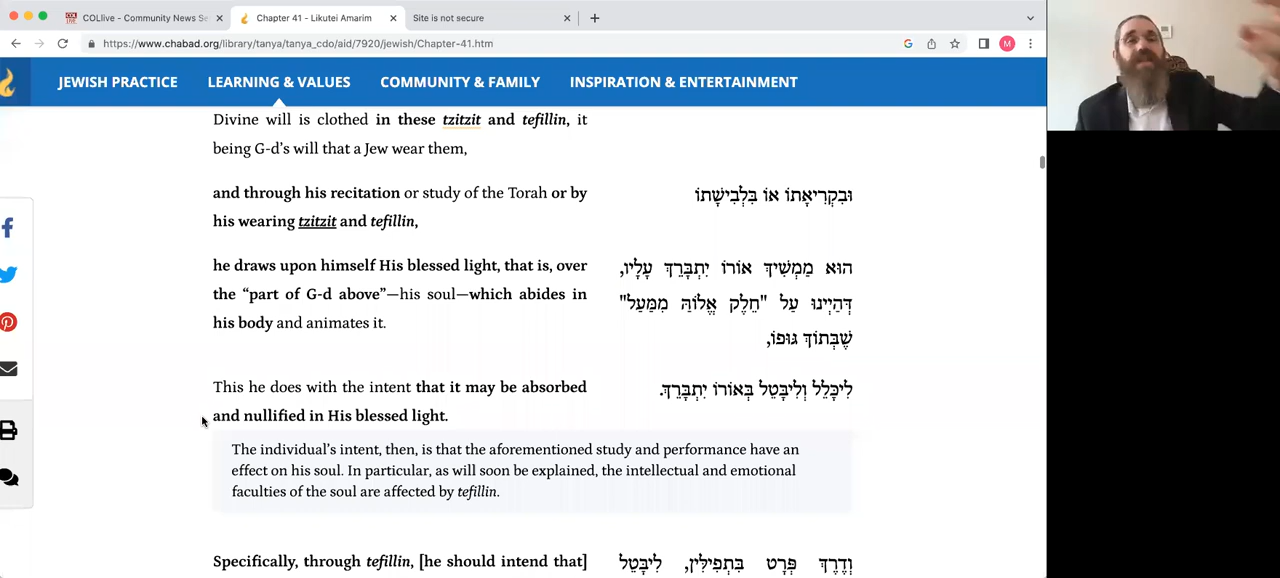 COLlive - Community News Se
Chapter 41 - Likutei Amarim
Site is not secure
https://www.chabad.org/library/tanya/tanya_cdo/aid/7920/jewish/Chapter-41.htm
M
JEWISH PRACTICE
LEARNING & VALUES
COMMUNITY & FAMILY
INSPIRATION & ENTERTAINMENT
Divine will is clothed in these tzitzit and tefillin, it
being G-d's will that a Jew wear them,
and through his recitation or study of the Torah or by
his wearing tzitzit and tefillin,
וּבִקְרִיאָתוֹ אוֹ בִּלְבִישָׁתוֹ
he draws upon himself His blessed light, that is, over
the “part of G-d above”—his soul—which abides in
his body and animates it.
הוּא מַמְשִׁיךְ אוֹרוֹ יִתְבָּרֵךְ עָלָיו,
דְּהַיְינוּ עַל "חֵלֶק אֱלוֹהַּ מִמַּעַל"
שֶׁבְּתוֹךְ גּוּפוֹ,
This he does with the intent that it may be absorbed
and nullified in His blessed light.
לִיכָּלֵל וְלִיבָּטֵל בְּאוֹרוֹ יִתְבָּרֵךְ.
The individual's intent, then, is that the aforementioned study and performance have an
effect on his soul. In particular, as will soon be explained, the intellectual and emotional
faculties of the soul are affected by tefillin.
Specifically, through tefillin, [he should intend that]
וְדֶרֶךְ פְּרָט בִּתְפִילִּין, לִיבָּטֵל